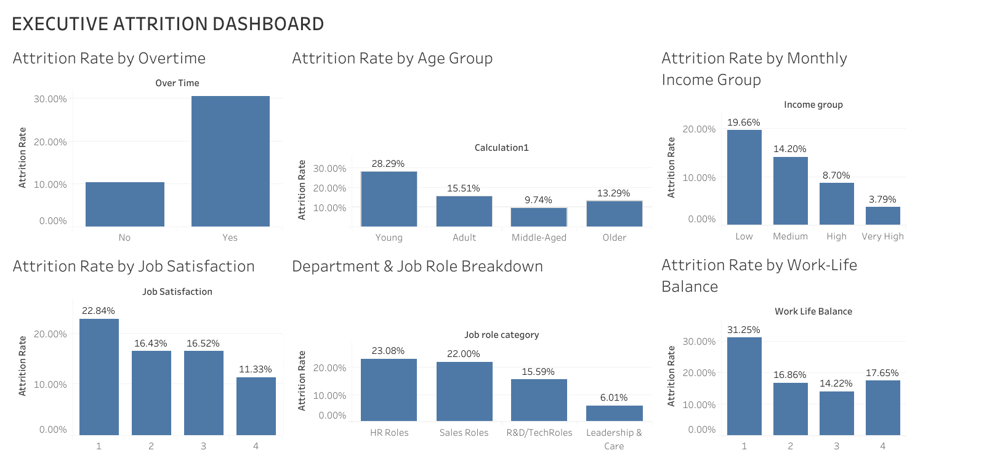 EXECUTIVE ATTRITION DASHBOARD
Attrition Rate by Overtime
Over Time
Attrition Rate
30.00%
20.00%
10.00%
0.00%
No
Yes
Attrition Rate by Age Group
Calculation1
Attrition Rate
30.00%
20.00%
10.00%
28.29%
15.51%
9.74%
13.29%
Young
Adult
Middle-Aged
Older
Attrition Rate by Monthly
Income Group
Income group
Attrition Rate
20.00%
10.00%
0.00%
19.66%
14.20%
8.70%
3.79%
Low
Medium
High
Very High
Attrition Rate by Job Satisfaction
Job Satisfaction
Attrition Rate
20.00%
10.00%
0.00%
22.84%
16.43%
16.52%
11.33%
1
2
3
4
Department & Job Role Breakdown
Job role category
Attrition Rate
20.00%
10.00%
0.00%
23.08%
22.00%
15.59%
6.01%
HR Roles
Sales Roles
R&D/TechRoles
Leadership &
Care
Attrition Rate by Work-Life
Balance
Work Life Balance
Attrition Rate
30.00%
20.00%
10.00%
0.00%
31.25%
16.86%
14.22%
17.65%
1
2
3
4